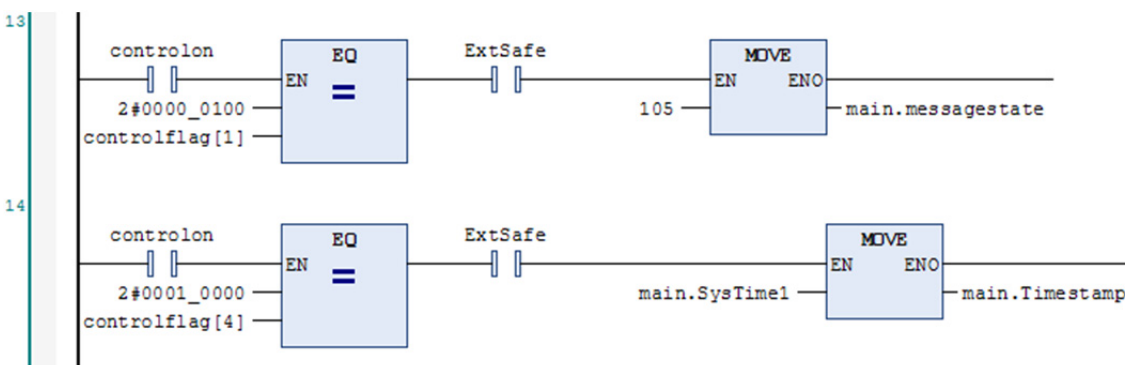 13
controlon
EQ
ExtSafe
MOVE
EN
=
EN ENO
2#0000_0100
105
main.messagestate
controlflag[1]
14
controlon
EQ
ExtSafe
MOVE
EN
=
EN ENO
2#0001_0000
main.SysTime1
main.Timestamp
controlflag[4]